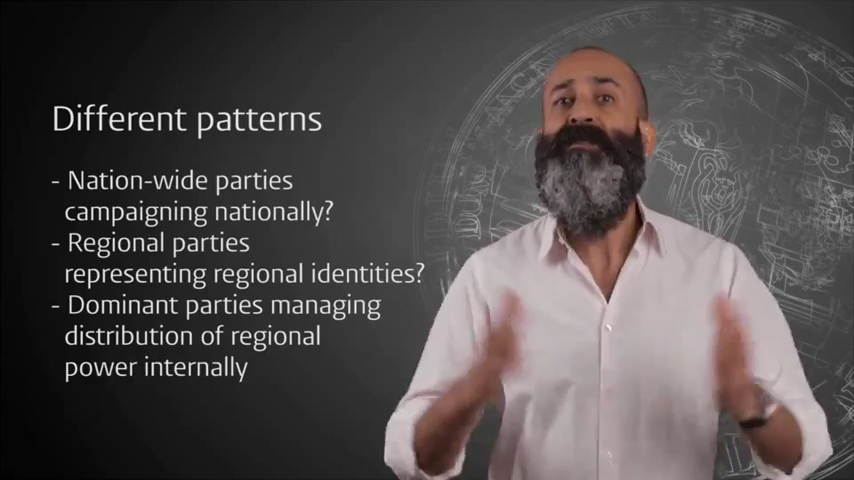 Different patterns
- Nation-wide parties
campaigning nationally?
- Regional parties
representing regional identities?
- Dominant parties managing
distribution of regional
power internally